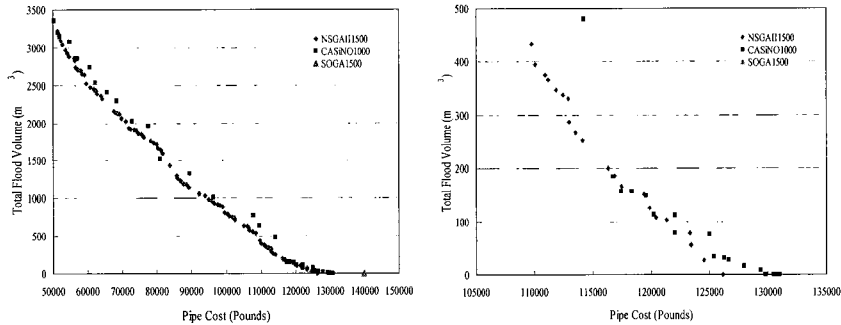 3500
3000
2500
2000
1500
1000
500
0
Total Flood Volume (m³)
50000 60000 70000 80000 90000 100000 110000 120000 130000 140000 150000
Pipe Cost (Pounds)
NSGAII1500
CASiNO1000
SOGA1500
500
400
300
200
100
0
Total Flood Volume (m³)
105000 110000 115000 120000 125000 130000 135000
Pipe Cost (Pounds)
NSGAII1500
CASiNO1000
SOGA1500